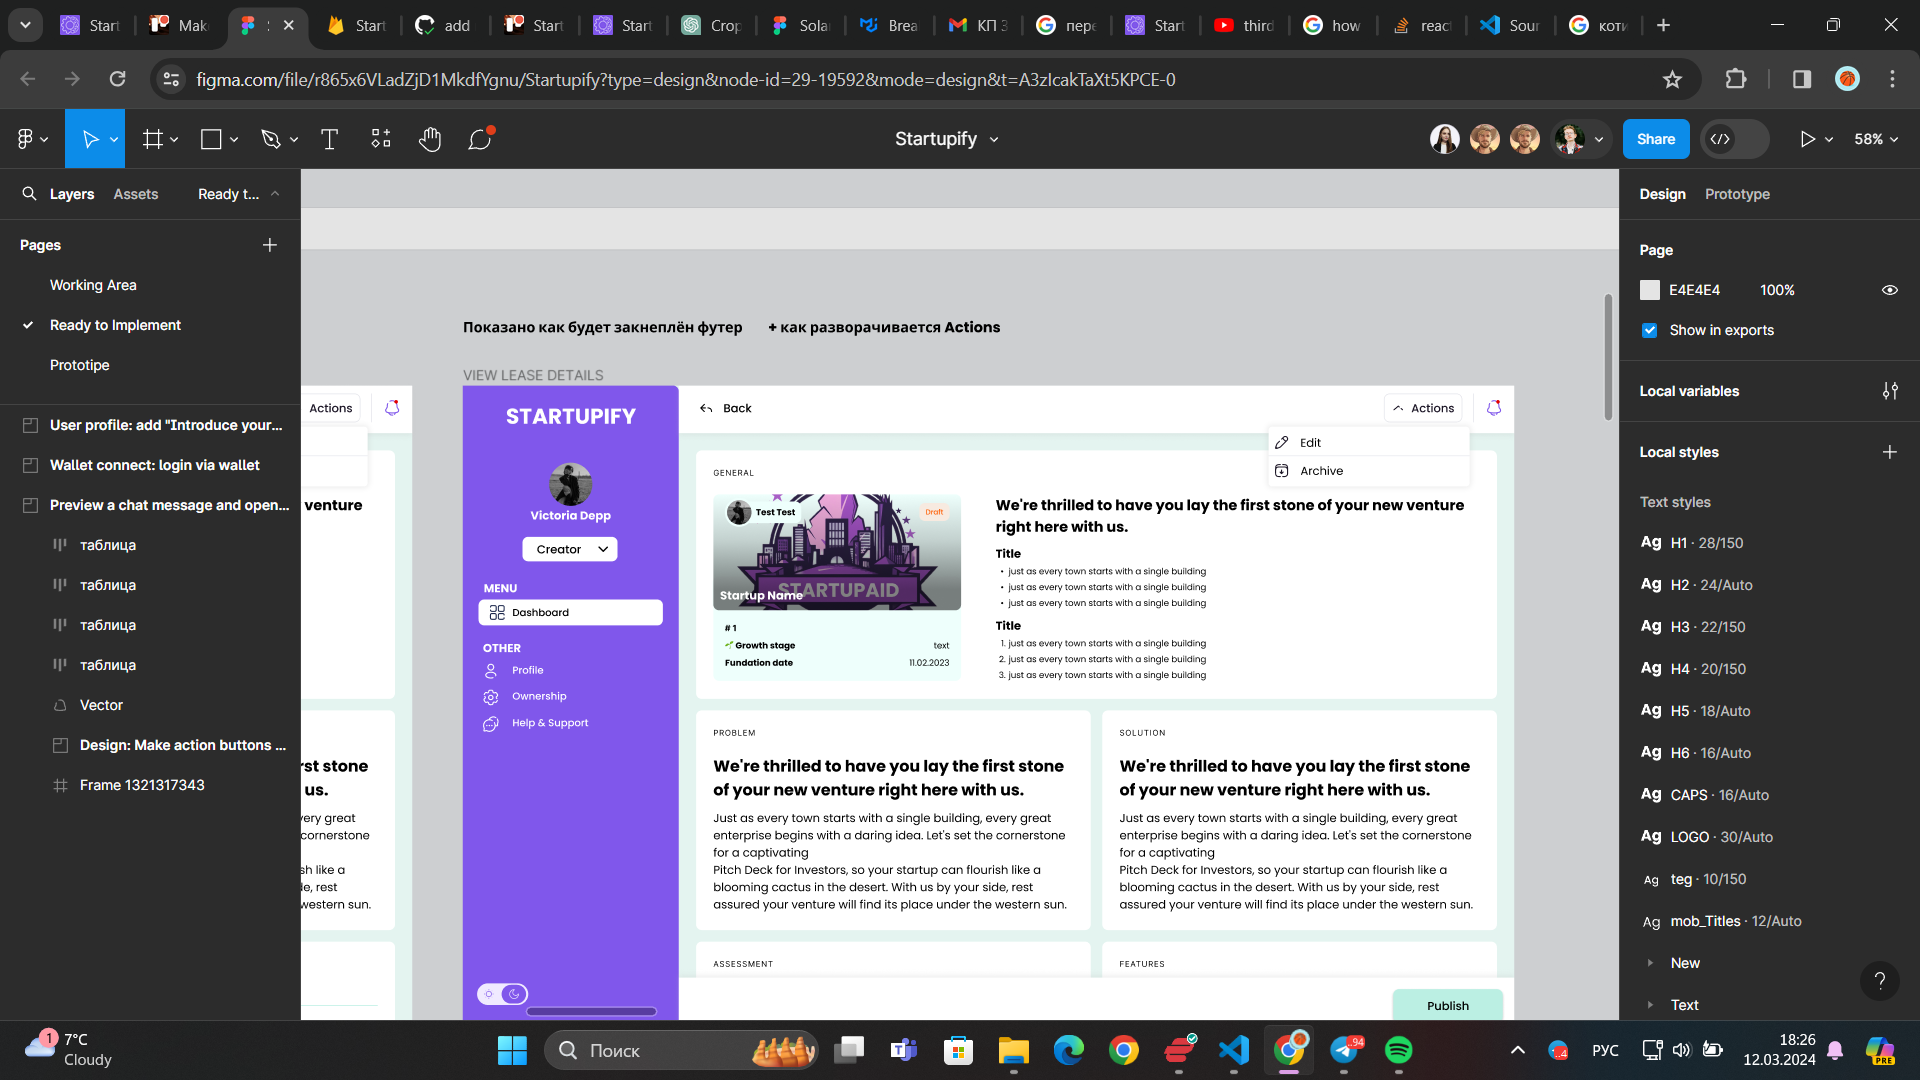 Start
Mak
S
Start
add
Start
Start
Crop
Sola
Brea
КП З
пере
Start
third
how
reac
Sour
коти
figma.com/file/r865x6VLadZjD1MkdfYgnu/Startupify?type=design&node-id=29-19592&mode=design&t=A3zIcakTaXt5KPCE-0
Startupify
Share
58%
Layers
Assets
Ready t...
Pages
Working Area
Ready to Implement
Prototipe
User profile: add "Introduce your...
Wallet connect: login via wallet
Preview a chat message and open...
таблица
таблица
таблица
таблица
Vector
Design: Make action buttons ...
Frame 1321317343
Actions
venture
rst stone
us.
very great
cornerstone
sh like a
le, rest
western sun.
Показано как будет закнеплён футер
+ как разворачивается Actions
VIEW LEASE DETAILS
STARTUPIFY
Victoria Depp
Creator
MENU
Dashboard
OTHER
Profile
Ownership
Help & Support
Back
Actions
Edit
Archive
GENERAL
Test Test
Draft
STARTUPAID
Startup Name
# 1
Growth stage
text
Fundation date
11.02.2023
We're thrilled to have you lay the first stone of your new venture
right here with us.
Title
• just as every town starts with a single building
• just as every town starts with a single building
• just as every town starts with a single building
Title
1. just as every town starts with a single building
2. just as every town starts with a single building
3. just as every town starts with a single building
PROBLEM
We're thrilled to have you lay the first stone
of your new venture right here with us.
Just as every town starts with a single building, every great
enterprise begins with a daring idea. Let's set the cornerstone
for a captivating
Pitch Deck for Investors, so your startup can flourish like a
blooming cactus in the desert. With us by your side, rest
assured your venture will find its place under the western sun.
SOLUTION
We're thrilled to have you lay the first stone
of your new venture right here with us.
Just as every town starts with a single building, every great
enterprise begins with a daring idea. Let's set the cornerstone
for a captivating
Pitch Deck for Investors, so your startup can flourish like a
blooming cactus in the desert. With us by your side, rest
assured your venture will find its place under the western sun.
ASSESSMENT
FEATURES
Publish
Design
Prototype
Page
E4E4E4
100%
Show in exports
Local variables
Local styles
Text styles
Ag H1 · 28/150
Ag H2 · 24/Auto
Ag H3 · 22/150
Ag H4 · 20/150
Ag H5 · 18/Auto
Ag H6 · 16/Auto
Ag CAPS · 16/Auto
Ag LOGO · 30/Auto
Ag teg · 10/150
Ag mob_Titles · 12/Auto
New
Text
?
1
7°C
Cloudy
Поиск
..94
..4
РУС
18:26
12.03.2024
PRE